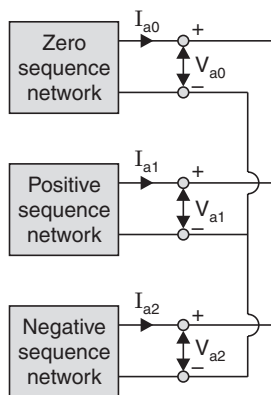 I_a0
+
Zero
sequence
network
V_a0
−
I_a1
+
Positive
sequence
network
V_a1
−
I_a2
+
Negative
sequence
network
V_a2
−